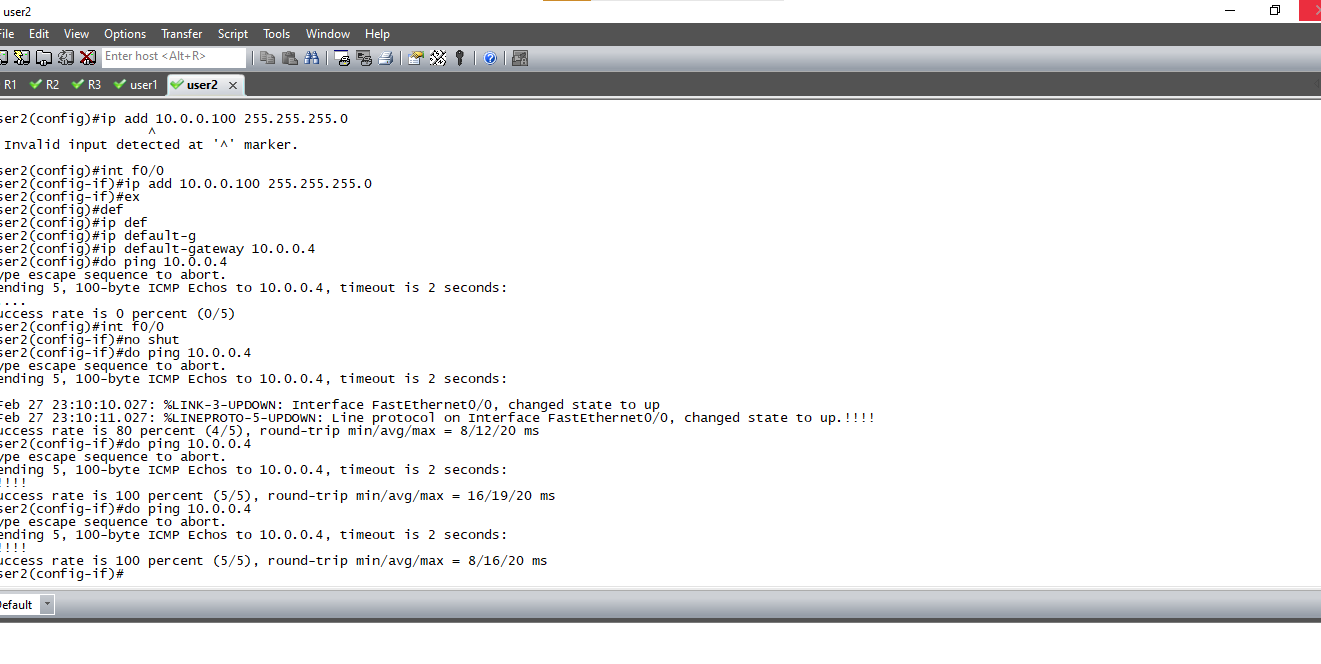 user2
ile Edit View Options Transfer Script Tools Window Help
Enter host <Alt+R>
R1 R2 R3 user1 user2
ser2(config)#ip add 10.0.0.100 255.255.255.0
^
Invalid input detected at '^' marker.
ser2(config)#int f0/0
ser2(config-if)#ip add 10.0.0.100 255.255.255.0
ser2(config-if)#ex
ser2(config)#def
ser2(config)#ip def
ser2(config)#ip default-g
ser2(config)#ip default-gateway 10.0.0.4
ser2(config)#do ping 10.0.0.4
ype escape sequence to abort.
ending 5, 100-byte ICMP Echos to 10.0.0.4, timeout is 2 seconds:
....
uccess rate is 0 percent (0/5)
ser2(config)#int f0/0
ser2(config-if)#no shut
ser2(config-if)#do ping 10.0.0.4
ype escape sequence to abort.
ending 5, 100-byte ICMP Echos to 10.0.0.4, timeout is 2 seconds:
Feb 27 23:10:10.027: %LINK-3-UPDOWN: Interface FastEthernet0/0, changed state to up
Feb 27 23:10:11.027: %LINEPROTO-5-UPDOWN: Line protocol on Interface FastEthernet0/0, changed state to up.!!!!
uccess rate is 80 percent (4/5), round-trip min/avg/max = 8/12/20 ms
ser2(config-if)#do ping 10.0.0.4
ype escape sequence to abort.
ending 5, 100-byte ICMP Echos to 10.0.0.4, timeout is 2 seconds:
!!!!
uccess rate is 100 percent (5/5), round-trip min/avg/max = 16/19/20 ms
ser2(config-if)#do ping 10.0.0.4
ype escape sequence to abort.
ending 5, 100-byte ICMP Echos to 10.0.0.4, timeout is 2 seconds:
!!!!
uccess rate is 100 percent (5/5), round-trip min/avg/max = 8/16/20 ms
ser2(config-if)#
Default